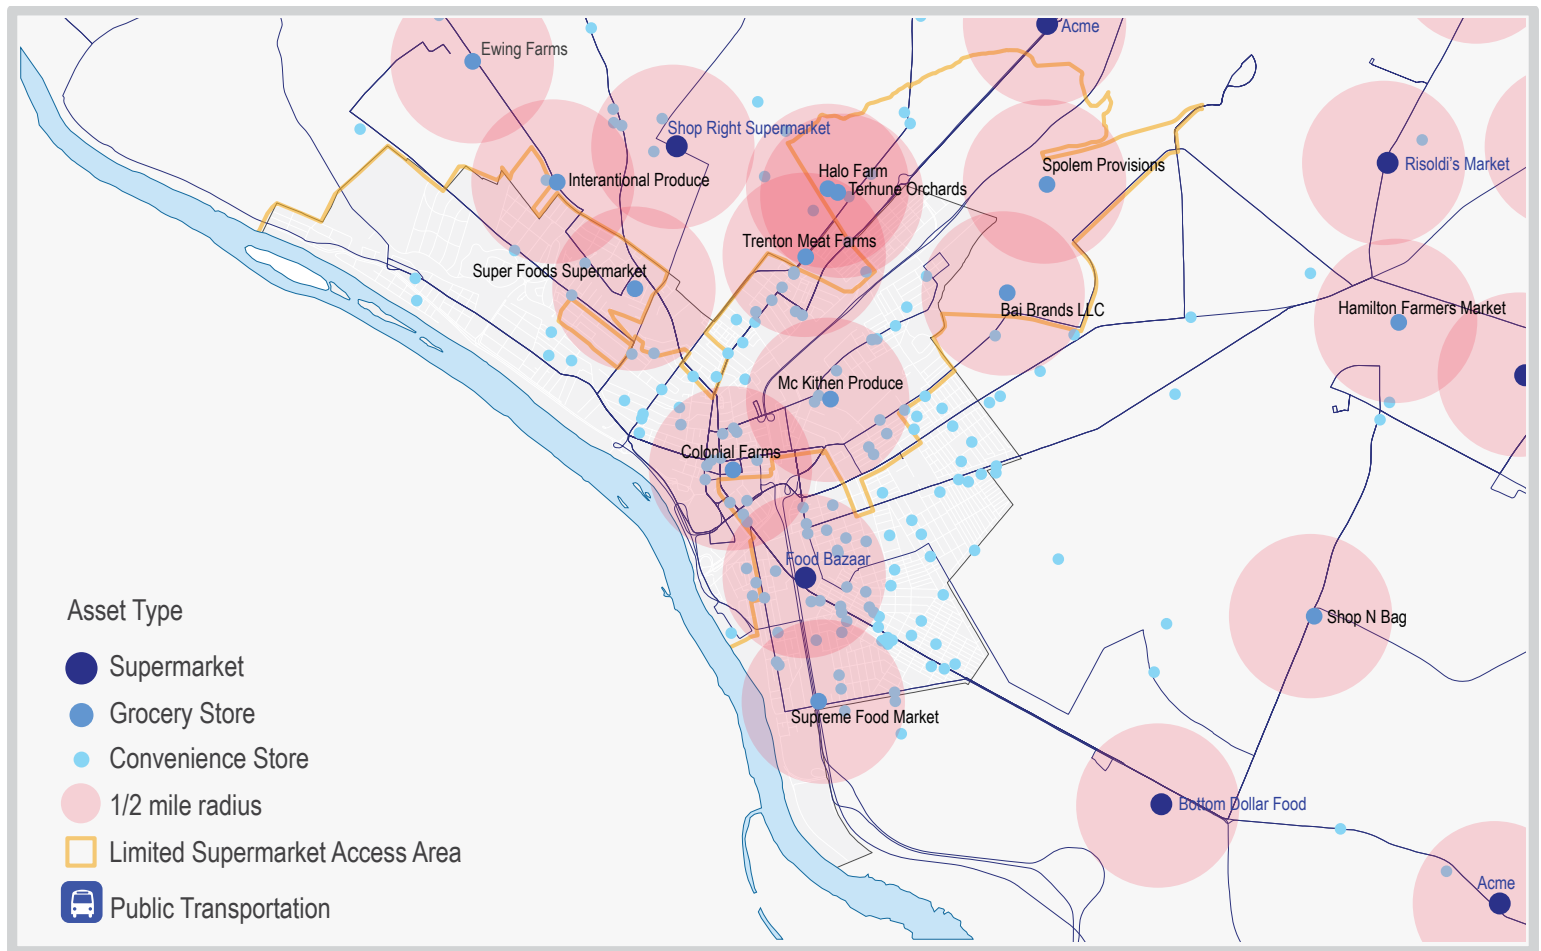 Acme
Ewing Farms
Shop Right Supermarket
Risoldi's Market
Spolem Provisions
Halo Farm
Interantional Produce
Terhune Orchards
Trenton Meat Farms
Super Foods Supermarket
Bai Brands LLC
Hamilton Farmers Market
Mc Kithen Produce
Colonial Farms
Food Bazaar
Shop N Bag
Supreme Food Market
Bottom Dollar Food
Acme
Asset Type
Supermarket
Grocery Store
Convenience Store
1/2 mile radius
Limited Supermarket Access Area
Public Transportation